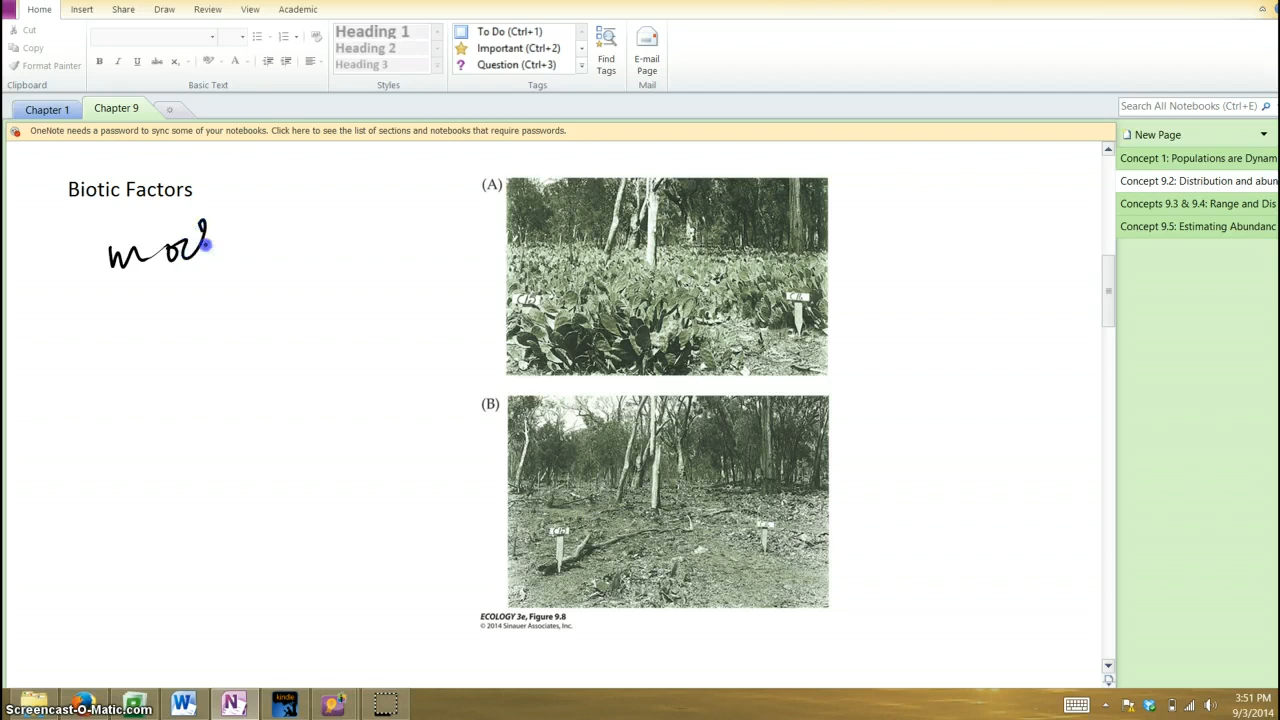 Home Insert Share Draw Review View Academic
Cut
Copy
Format Painter
Clipboard
B I U abc
Basic Text
Heading 1
Heading 2
Heading 3
Styles
To Do (Ctrl+1)
Important (Ctrl+2)
Question (Ctrl+3)
Tags
Find
Tags
E-mail
Page
Mail
Chapter 1 Chapter 9
Search All Notebooks (Ctrl+E)
OneNote needs a password to sync some of your notebooks. Click here to see the list of sections and notebooks that require passwords.
New Page
Concept 1: Populations are Dynam
Concept 9.2: Distribution and abun
Concepts 9.3 & 9.4: Range and Dis
Concept 9.5: Estimating Abundanc
Biotic Factors
(A)
(B)
ECOLOGY 3e, Figure 9.8
© 2014 Sinauer Associates, Inc.
kindle
Screencast-O-Matic.com
3:51 PM
9/3/2014